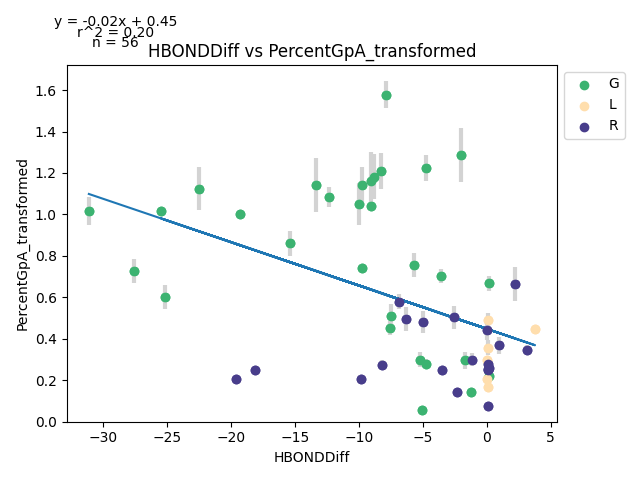 y = -0.02x + 0.45
r^2 = 0.20
n = 56
HBONDDiff vs PercentGpA_transformed
G
L
R
PercentGpA_transformed
1.6
1.4
1.2
1.0
0.8
0.6
0.4
0.2
0.0
−30
−25
−20
−15
−10
−5
0
5
HBONDDiff